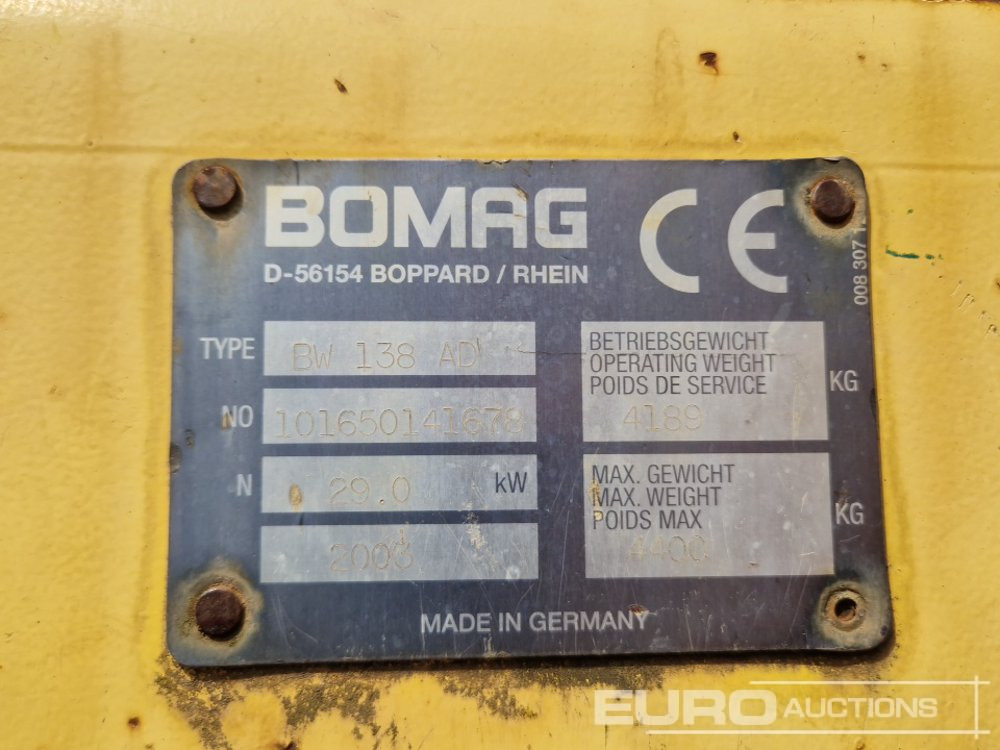 BOMAG
CE
D-56154 BOPPARD / RHEIN
008 307 1
TYPE BW 138 AD
NO 101650141678
N 29.0 kW
BETRIEBSGEWICHT
OPERATING WEIGHT
POIDS DE SERVICE
4189 KG
MAX. GEWICHT
MAX. WEIGHT
POIDS MAX
4400 KG
MADE IN GERMANY
EURO AUCTIONS